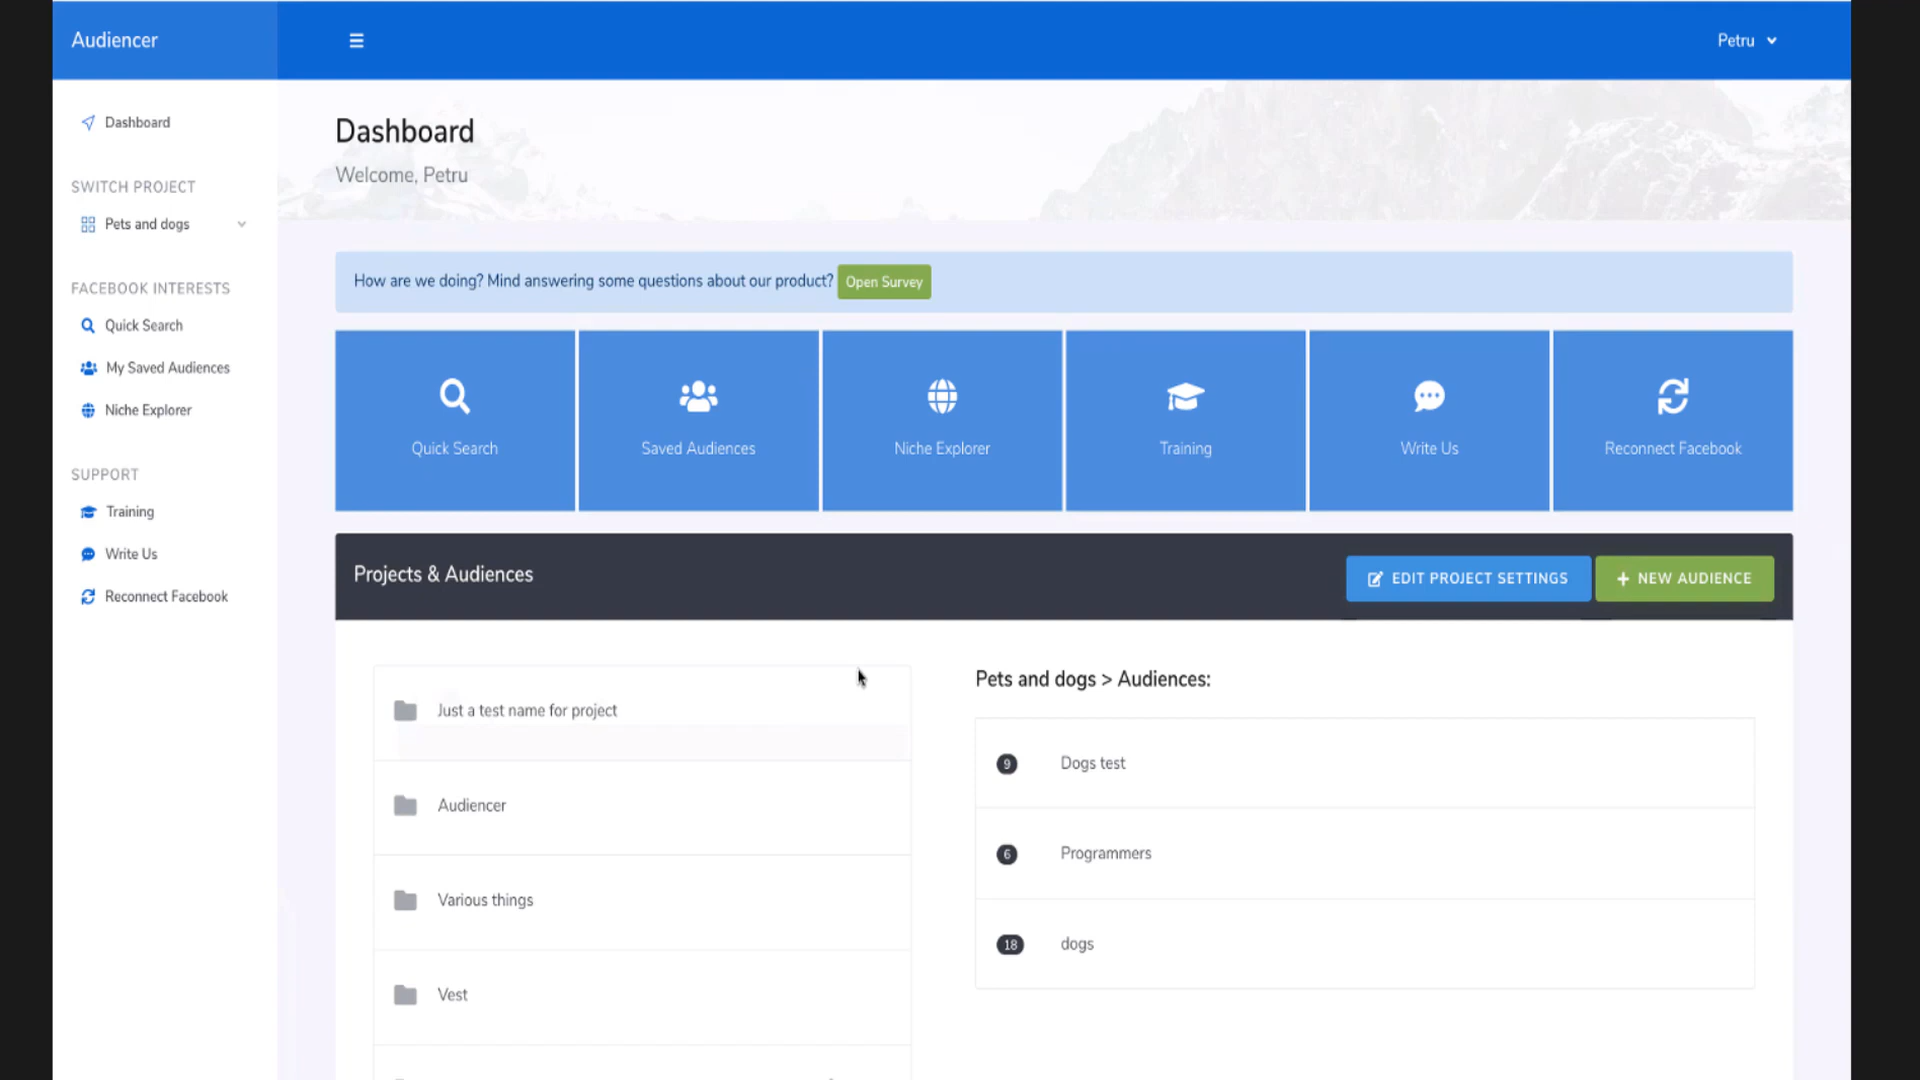 Audiencer
Petru
Dashboard
SWITCH PROJECT
Pets and dogs
FACEBOOK INTERESTS
Quick Search
My Saved Audiences
Niche Explorer
SUPPORT
Training
Write Us
Reconnect Facebook
Dashboard
Welcome, Petru
How are we doing? Mind answering some questions about our product? Open Survey
Quick Search
Saved Audiences
Niche Explorer
Training
Write Us
Reconnect Facebook
Projects & Audiences
EDIT PROJECT SETTINGS
+ NEW AUDIENCE
Just a test name for project
Audiencer
Various things
Vest
Pets and dogs > Audiences:
9 Dogs test
6 Programmers
18 dogs